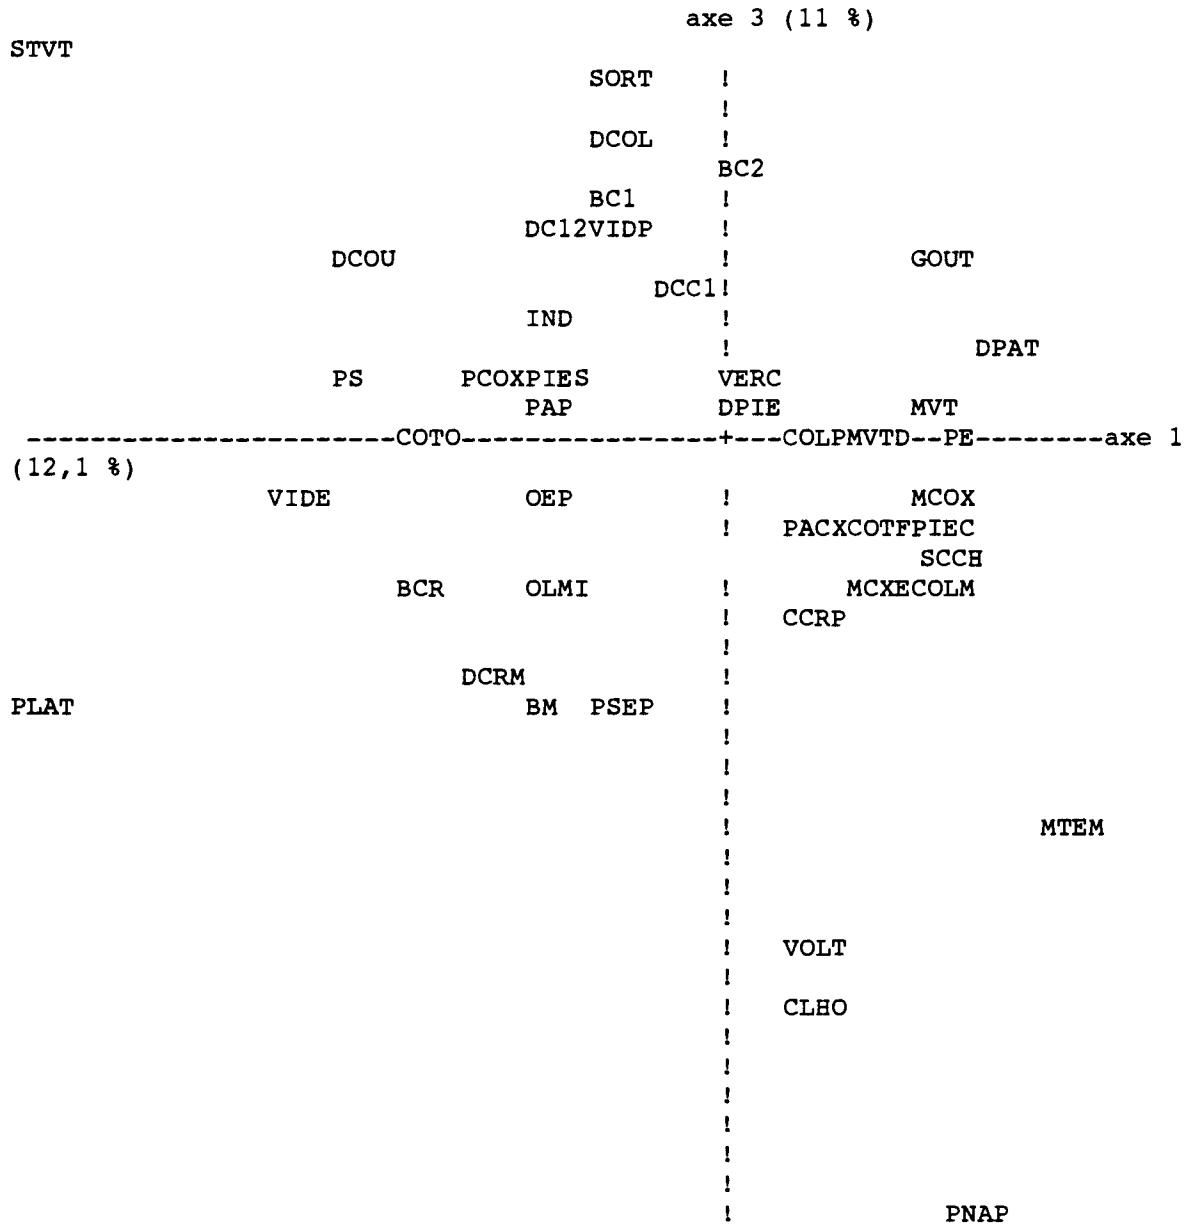 axe 3 (11 %)
STVT
SORT !
!
DCOL !
BC2
BC1 !
DC12VIDP !
DCOU ! GOUT
DCC1!
IND !
! DPAT
PS PCOXPIES VERC
PAP DPIE MVT
-----------------------COTO----------------+---COLPMVTD--PE--------axe 1
(12,1 %)
VIDE OEP ! MCOX
! PACXCOTFPIEC
SCCH
BCR OLMI ! MCXECOLM
! CCRP
!
DCRM !
PLAT BM PSEP !
!
!
!
! MTEM
!
!
!
! VOLT
!
! CLHO
!
!
!
!
!
!
! PNAP